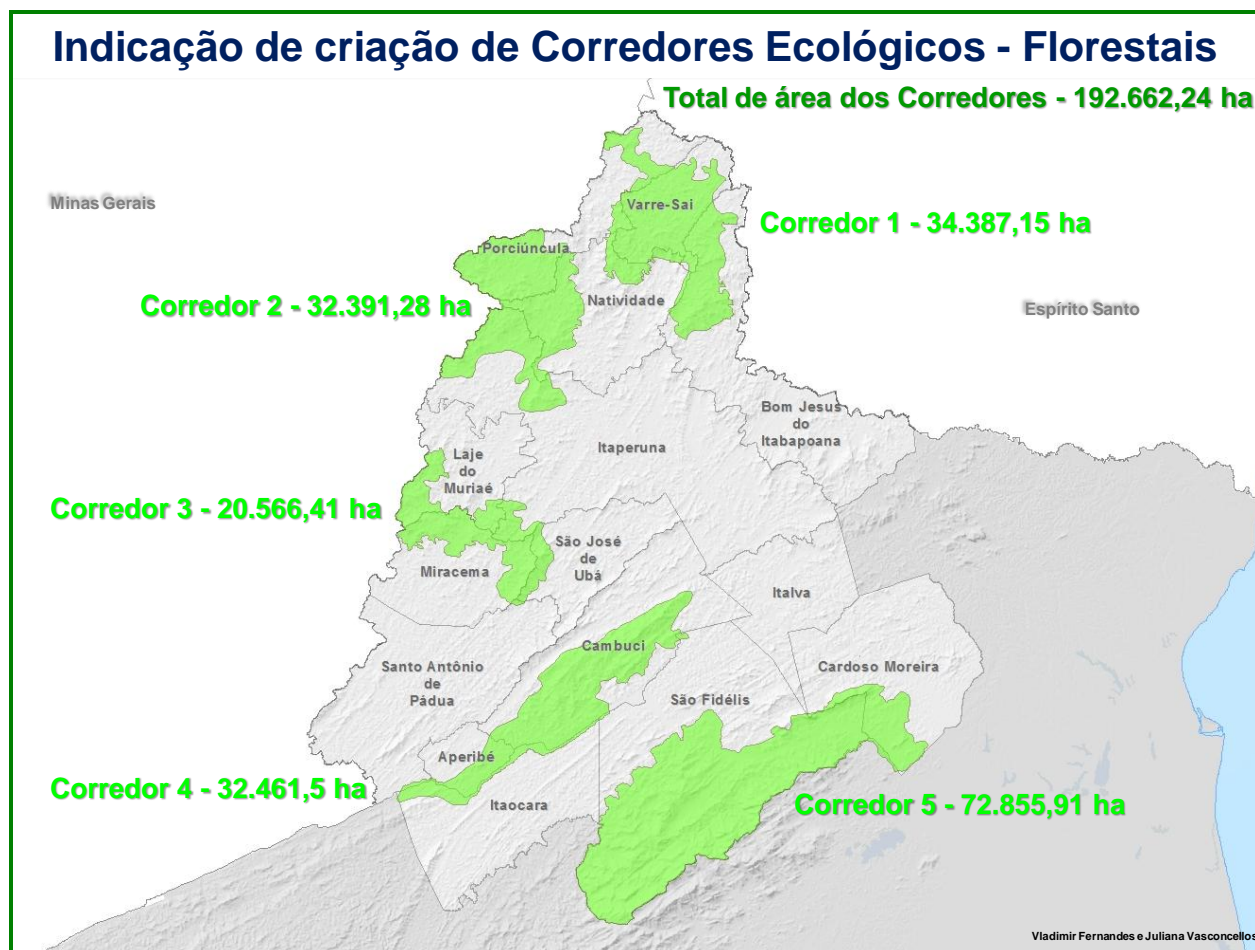 Indicação de criação de Corredores Ecológicos - Florestais
Total de área dos Corredores - 192.662,24 ha
Minas Gerais
Varre-Sai
Corredor 1 - 34.387,15 ha
Porciúncula
Corredor 2 - 32.391,28 ha
Natividade
Espírito Santo
Bom Jesus
do
Itabapoana
Itaperuna
Laje
do
Muriaé
Corredor 3 - 20.566,41 ha
São José
de
Ubá
Miracema
Italva
Cambuci
Santo Antônio
de
Pádua
Cardoso Moreira
São Fidélis
Aperibé
Corredor 4 - 32.461,5 ha
Itaocara
Corredor 5 - 72.855,91 ha
Vladimir Fernandes e Juliana Vasconcellos